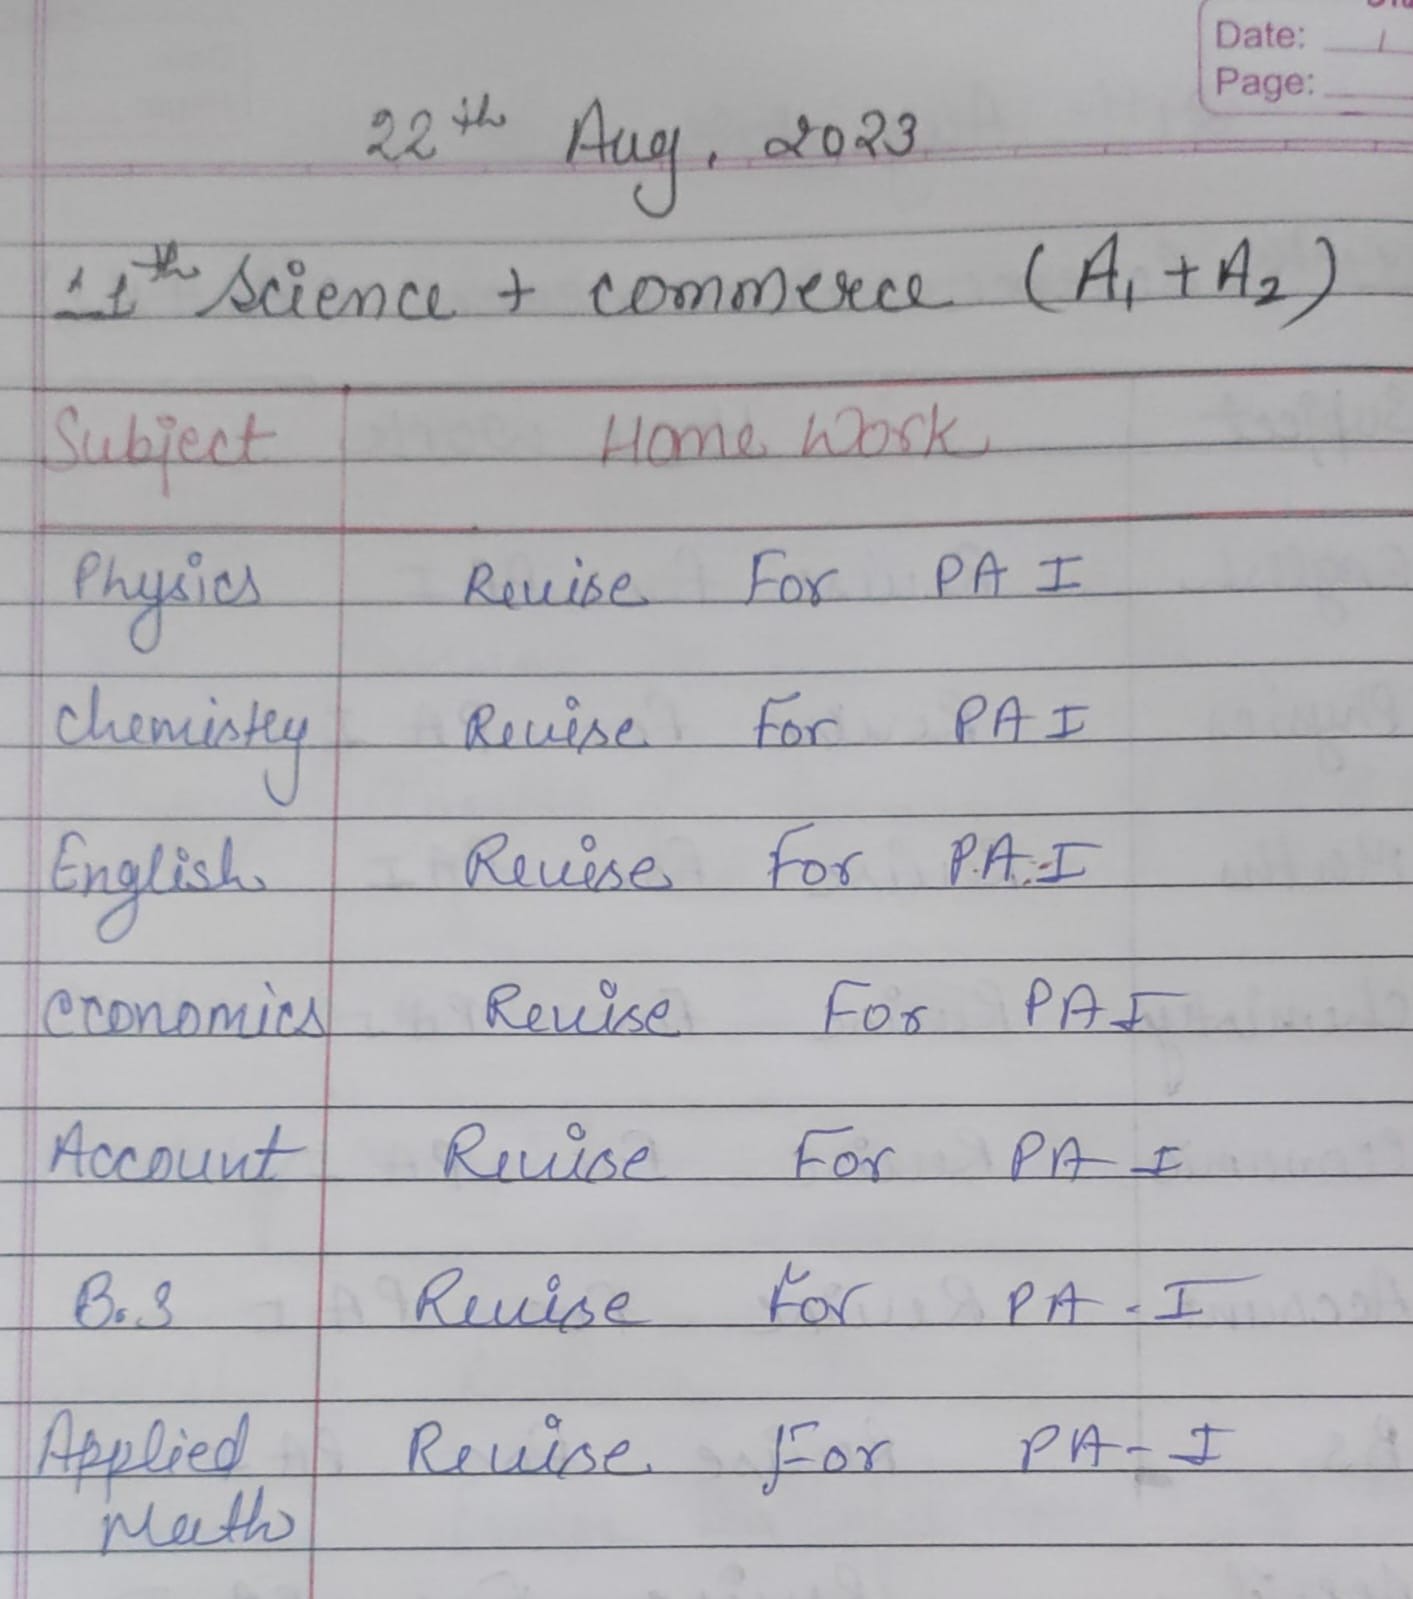 Date:
Page:
22th Aug, 2023
11th Science + commerce (A1 + A2)
Subject Home Work
Physics Revise For PA I
Chemistry Revise For PA I
English Revise For P.A.-I
economics Revise For PA I
Account Revise For PA I
B.S Revise For PA - I
Applied Revise For PA - I
Math